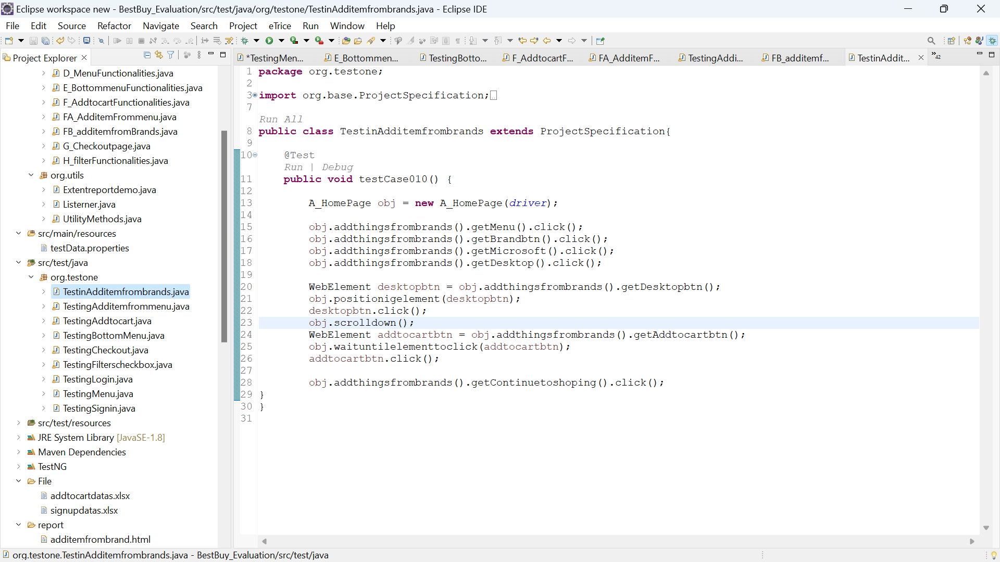 Eclipse workspace new - BestBuy_Evaluation/src/test/java/org/testone/TestinAdditemfrombrands.java - Eclipse IDE
File Edit Source Refactor Navigate Search Project eTrice Run Window Help
Project Explorer
D_MenuFunctionalities.java
E_BottommenuFunctionalities.java
F_AddtocartFunctionalities.java
FA_AdditemFrommenu.java
FB_additemfromBrands.java
G_Checkoutpage.java
H_filterFunctionalities.java
org.utils
Extentreportdemo.java
Listerner.java
UtilityMethods.java
src/main/resources
testData.properties
src/test/java
org.testone
TestinAdditemfrombrands.java
TestingAdditemfrommenu.java
TestingAddtocart.java
TestingBottomMenu.java
TestingCheckout.java
TestingFilterscheckbox.java
TestingLogin.java
TestingMenu.java
TestingSignin.java
src/test/resources
JRE System Library [JavaSE-1.8]
Maven Dependencies
TestNG
File
addtocartdatas.xlsx
signupdatas.xlsx
report
additemfrombrand.html
*TestingMen... E_Bottommen... TestingBotto... F_AddtocartF... FA_AdditemF... TestingAddi... FB_additemf... TestinAddit... »42
1 package org.testone;
2
3 import org.base.ProjectSpecification;
7
Run All
8 public class TestinAdditemfrombrands extends ProjectSpecification{
9
10 @Test
Run | Debug
11 public void testCase010() {
12
13 A_HomePage obj = new A_HomePage(driver);
14
15 obj.addthingsfrombrands().getMenu().click();
16 obj.addthingsfrombrands().getBrandbtn().click();
17 obj.addthingsfrombrands().getMicrosoft().click();
18 obj.addthingsfrombrands().getDesktop().click();
19
20 WebElement desktopbtn = obj.addthingsfrombrands().getDesktopbtn();
21 obj.positionigelement(desktopbtn);
22 desktopbtn.click();
23 obj.scrolldown();
24 WebElement addtocartbtn = obj.addthingsfrombrands().getAddtocartbtn();
25 obj.waituntilelementtoclick(addtocartbtn);
26 addtocartbtn.click();
27
28 obj.addthingsfrombrands().getContinuetoshoping().click();
29 }
30 }
31
org.testone.TestinAdditemfrombrands.java - BestBuy_Evaluation/src/test/java